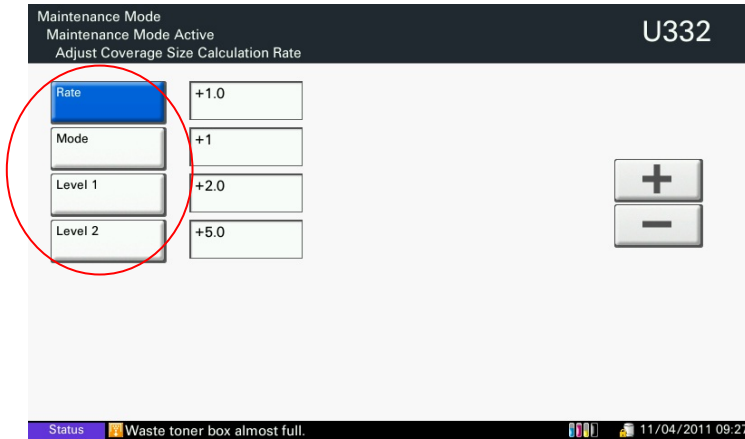 Maintenance Mode
Maintenance Mode Active
Adjust Coverage Size Calculation Rate
U332
Rate +1.0
Mode +1
Level 1 +2.0
Level 2 +5.0
Status Waste toner box almost full. 11/04/2011 09:27